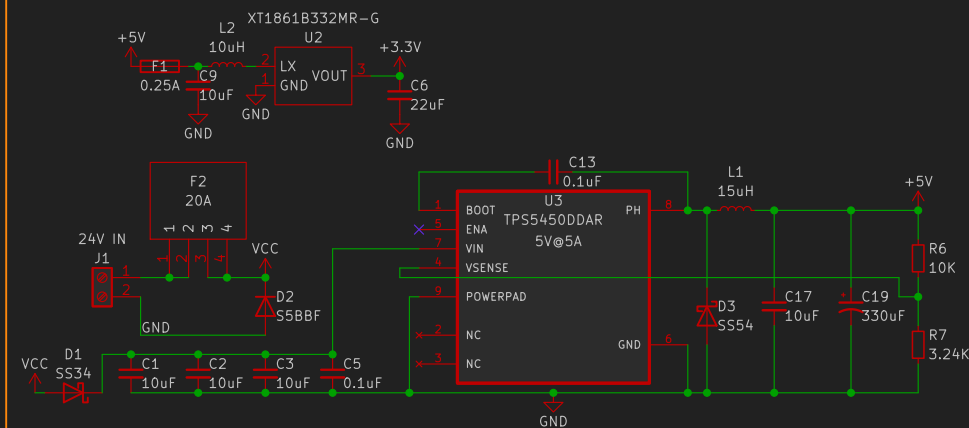 XT1861B332MR-G
L2
U2
+5V
10uH
+3.3V
F1
2
LX
VOUT
3
0.25A
C9
1
GND
10uF
C6
22uF
GND
GND
GND
F2
20A
1
2
3
4
1
2
3
4
24V IN
J1
1
2
VCC
D2
S5BBF
GND
D1
SS34
VCC
C1
10uF
C2
10uF
C3
10uF
C5
0.1uF
C13
0.1uF
U3
TPS5450DDAR
5V@5A
1
BOOT
5
ENA
7
VIN
4
VSENSE
9
POWERPAD
2
NC
3
NC
PH
8
GND
6
GND
L1
15uH
+5V
D3
SS54
C17
10uF
+
C19
330uF
R6
10K
R7
3.24K